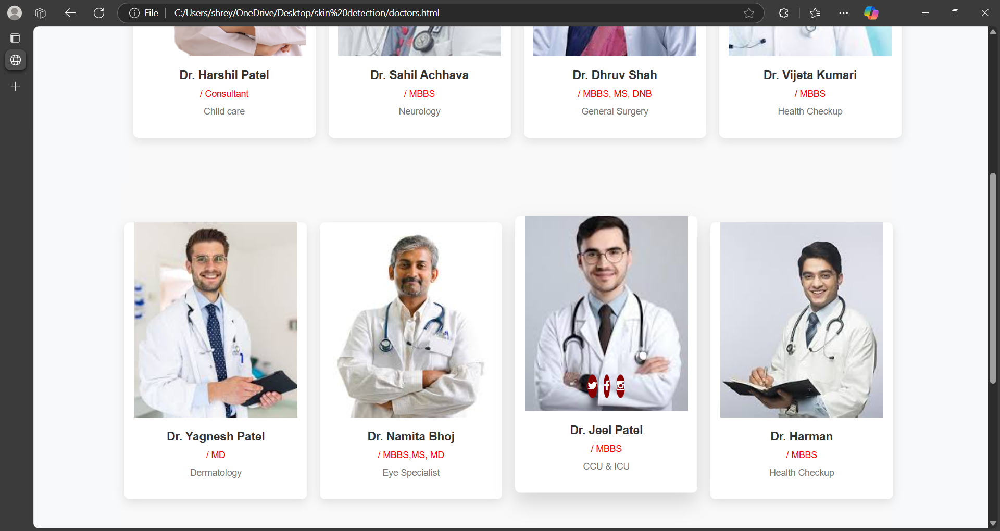 File
C:/Users/shrey/OneDrive/Desktop/skin%20detection/doctors.html
Dr. Harshil Patel
/ Consultant
Child care
Dr. Sahil Achhava
/ MBBS
Neurology
Dr. Dhruv Shah
/ MBBS, MS, DNB
General Surgery
Dr. Vijeta Kumari
/ MBBS
Health Checkup
Dr. Yagnesh Patel
/ MD
Dermatology
Dr. Namita Bhoj
/ MBBS,MS, MD
Eye Specialist
Dr. Jeel Patel
/ MBBS
CCU & ICU
Dr. Harman
/ MBBS
Health Checkup